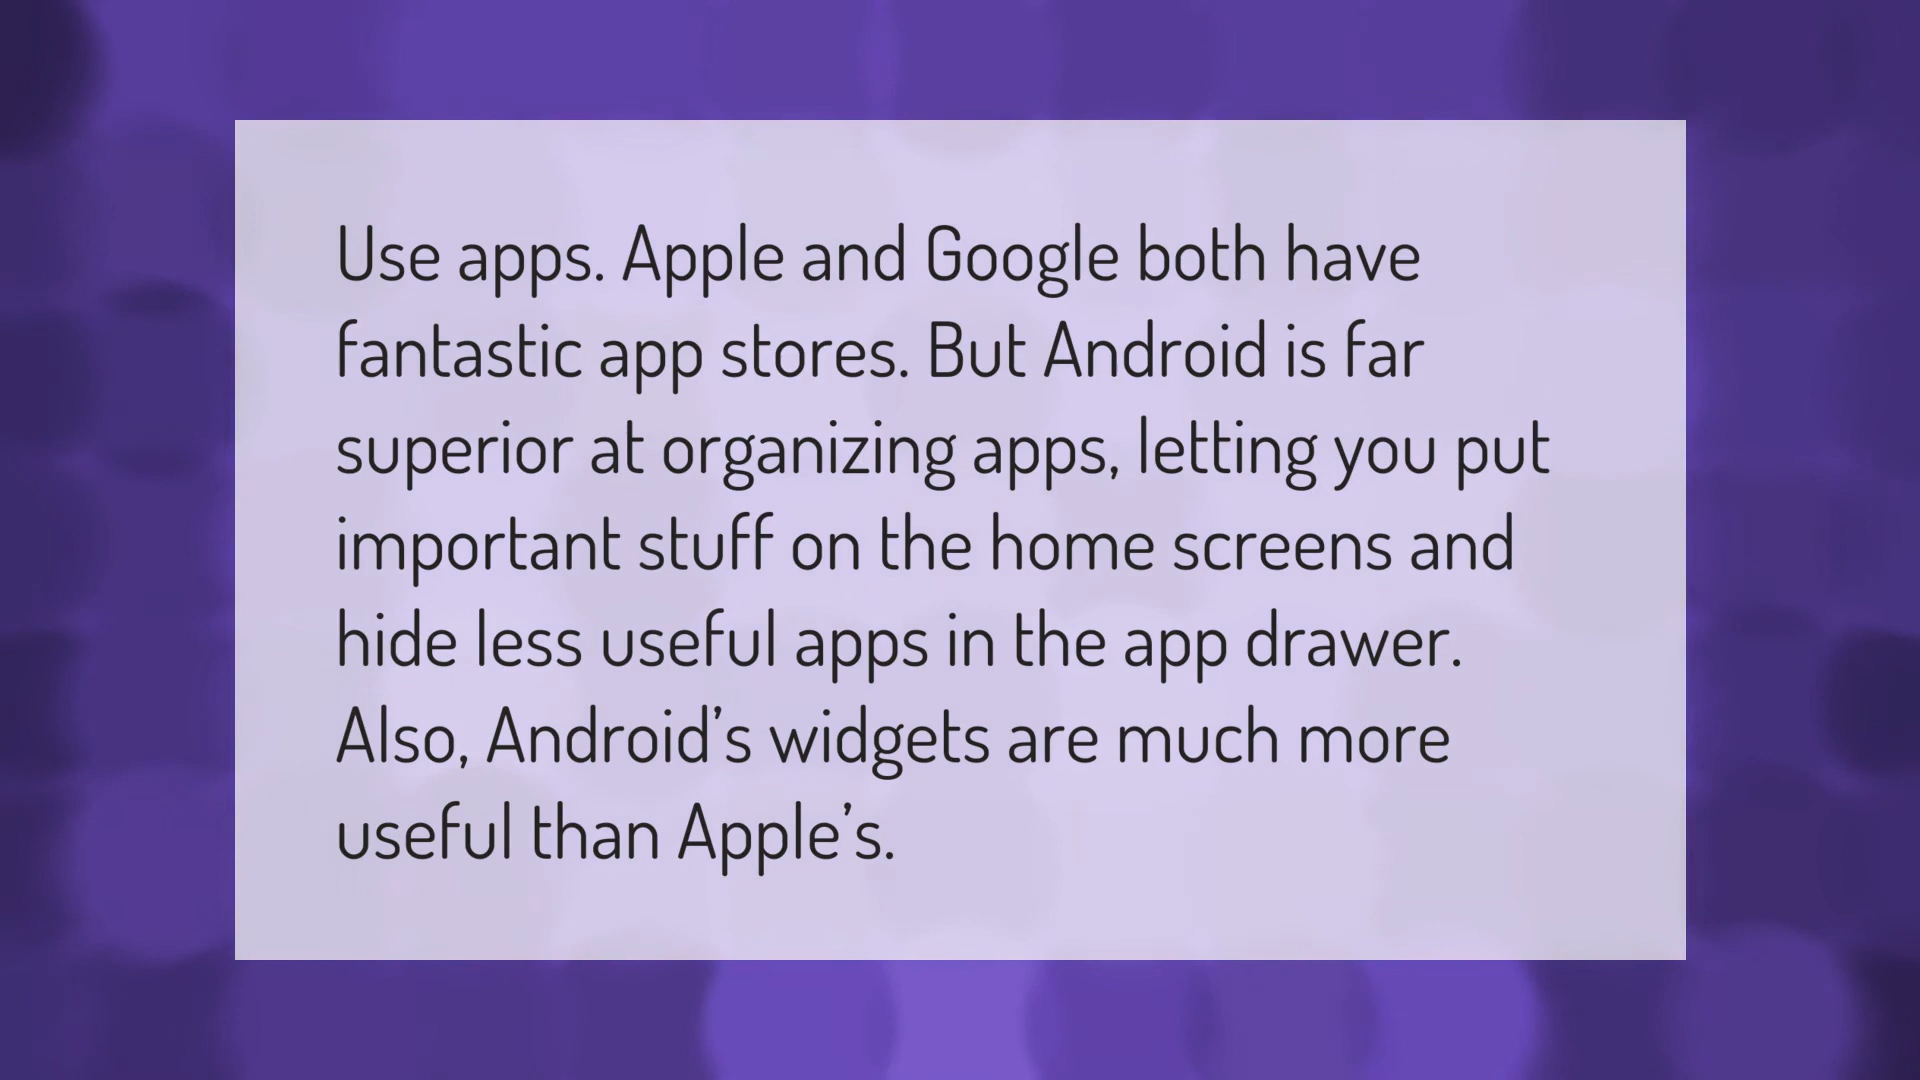 Use apps. Apple and Google both have
fantastic app stores. But Android is far
superior at organizing apps, letting you put
important stuff on the home screens and
hide less useful apps in the app drawer.
Also, Android’s widgets are much more
useful than Apple’s.